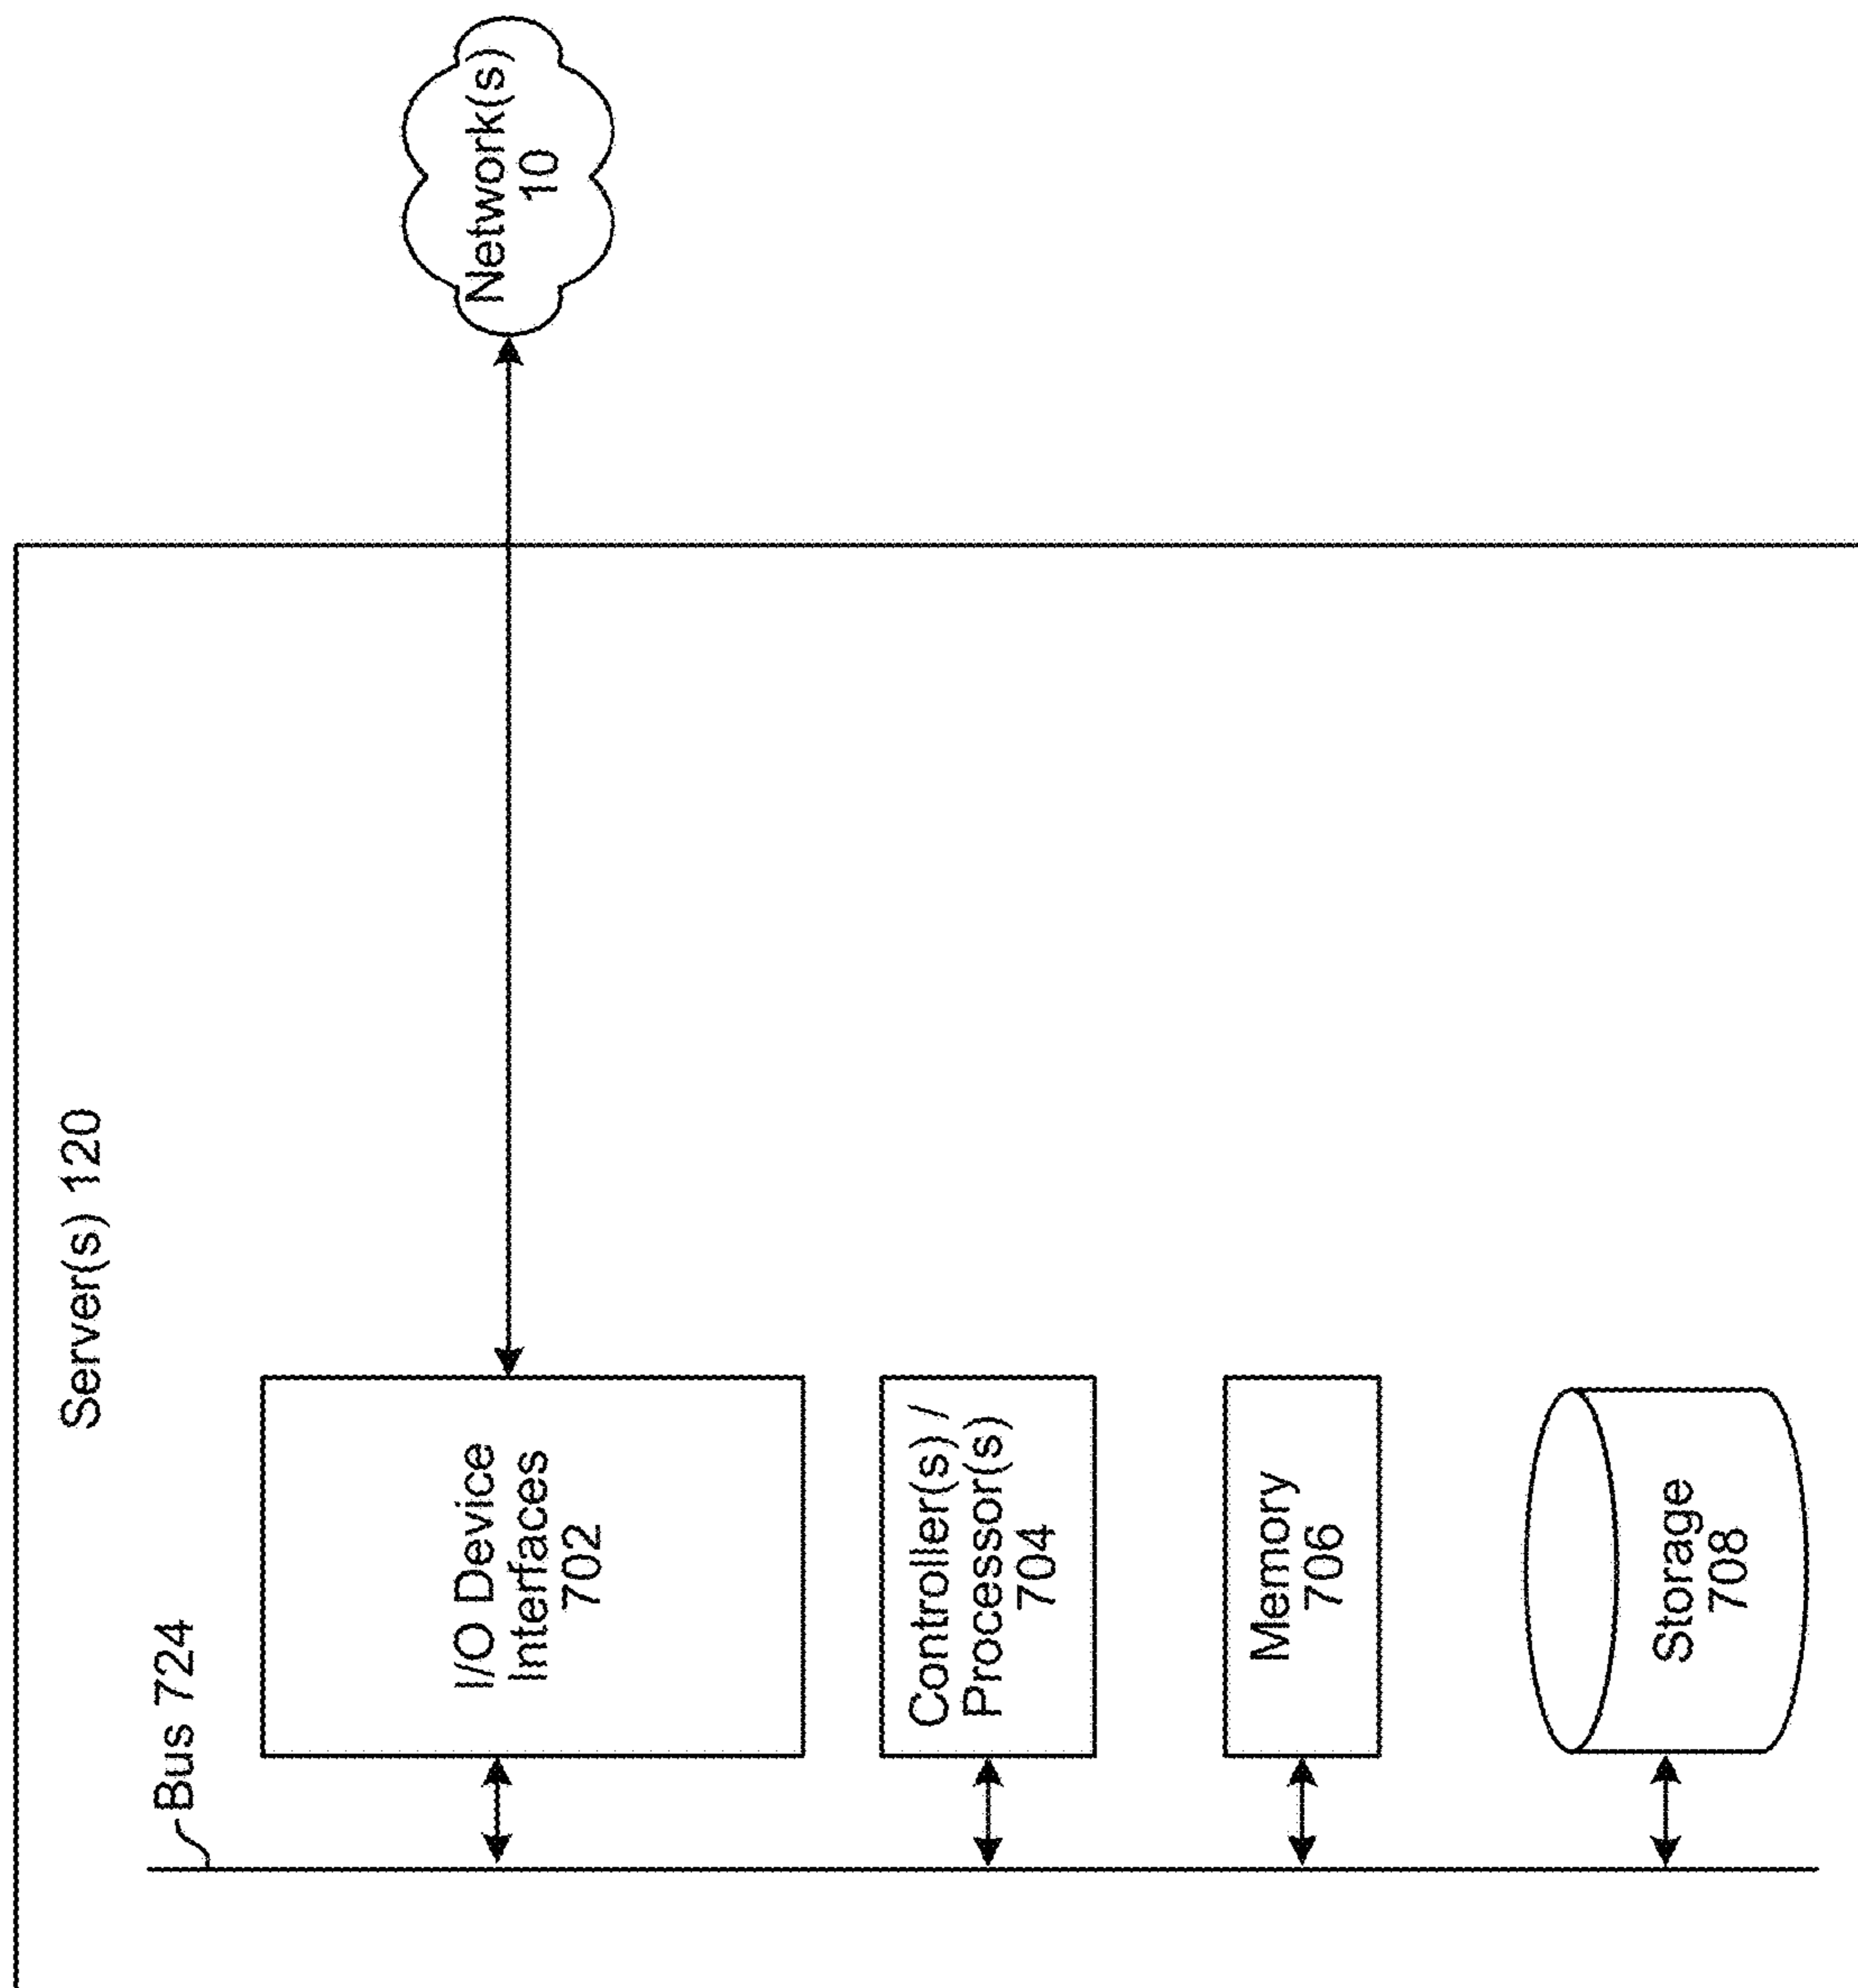 Server(s) 120
Bus 724
I/O Device
Interfaces
702
Network(s)
10
Controller(s) /
Processor(s)
704
Memory
706
Storage
708